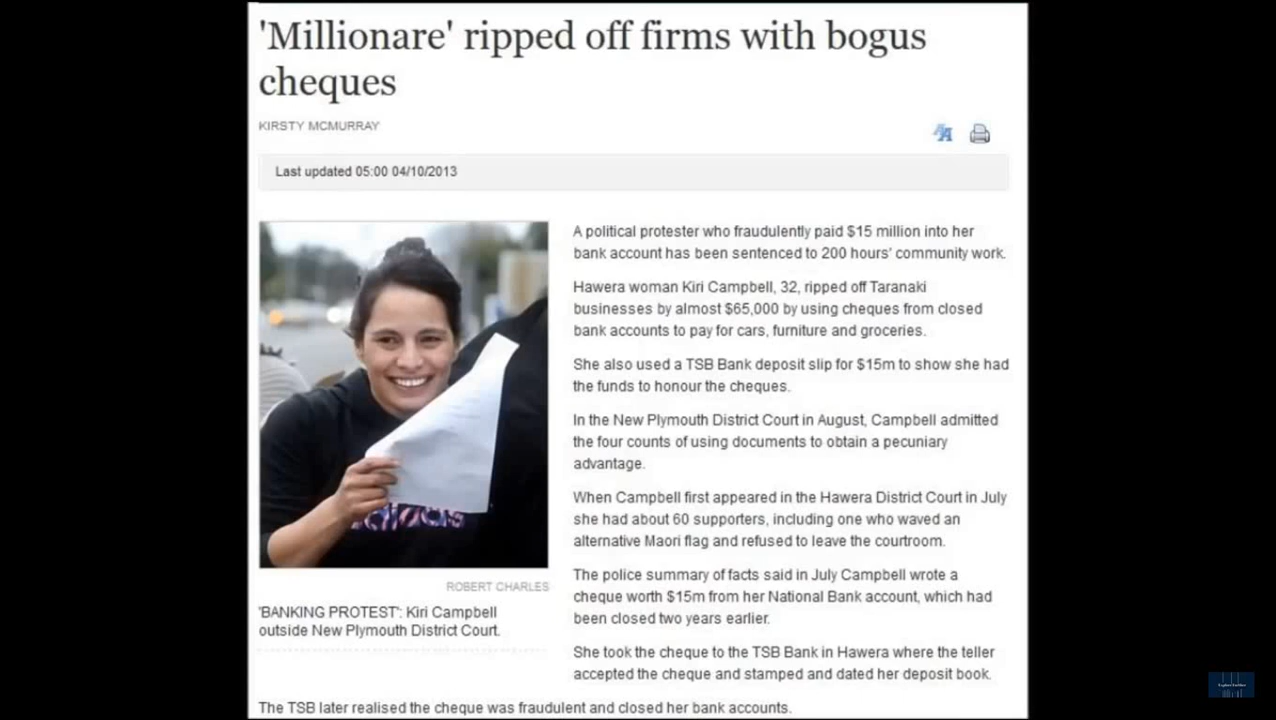 'Millionare' ripped off firms with bogus
cheques
KIRSTY MCMURRAY
Last updated 05:00 04/10/2013
A political protester who fraudulently paid $15 million into her
bank account has been sentenced to 200 hours' community work.
Hawera woman Kiri Campbell, 32, ripped off Taranaki
businesses by almost $65,000 by using cheques from closed
bank accounts to pay for cars, furniture and groceries.
She also used a TSB Bank deposit slip for $15m to show she had
the funds to honour the cheques.
In the New Plymouth District Court in August, Campbell admitted
the four counts of using documents to obtain a pecuniary
advantage.
When Campbell first appeared in the Hawera District Court in July
she had about 60 supporters, including one who waved an
alternative Maori flag and refused to leave the courtroom.
The police summary of facts said in July Campbell wrote a
cheque worth $15m from her National Bank account, which had
been closed two years earlier.
She took the cheque to the TSB Bank in Hawera where the teller
accepted the cheque and stamped and dated her deposit book.
ROBERT CHARLES
'BANKING PROTEST': Kiri Campbell
outside New Plymouth District Court.
The TSB later realised the cheque was fraudulent and closed her bank accounts.